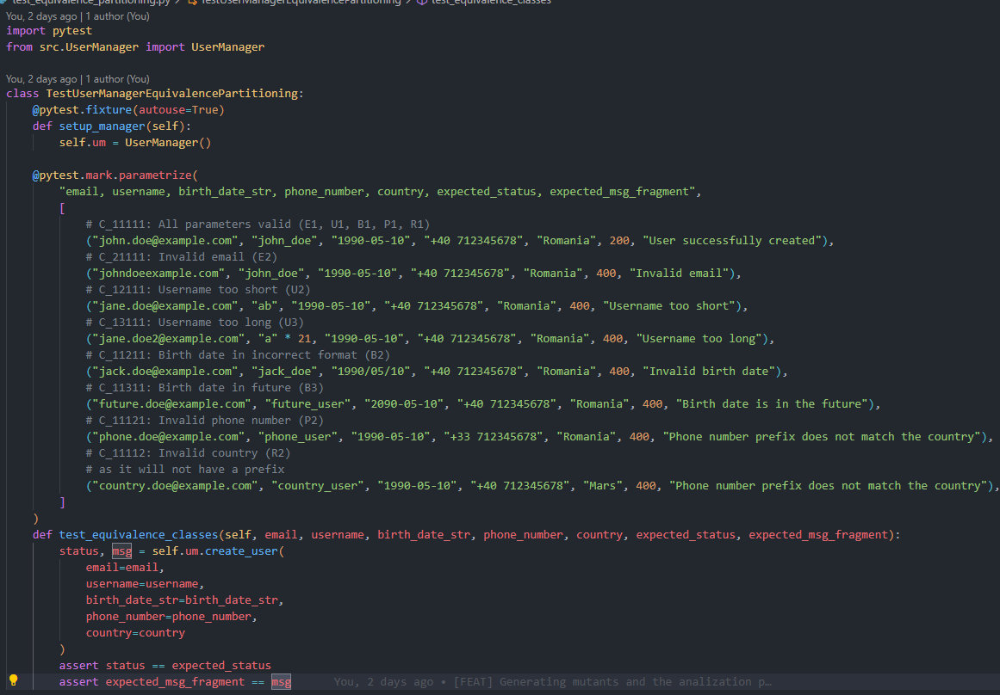 test_equivalence_partitioning.py > TestUserManagerEquivalencePartitioning > test_equivalence_classes
You, 2 days ago | 1 author (You)
import pytest
from src.UserManager import UserManager
You, 2 days ago | 1 author (You)
class TestUserManagerEquivalencePartitioning:
    @pytest.fixture(autouse=True)
    def setup_manager(self):
        self.um = UserManager()
    @pytest.mark.parametrize(
        "email, username, birth_date_str, phone_number, country, expected_status, expected_msg_fragment",
        [
            # C_11111: All parameters valid (E1, U1, B1, P1, R1)
            ("john.doe@example.com", "john_doe", "1990-05-10", "+40 712345678", "Romania", 200, "User successfully created"),
            # C_21111: Invalid email (E2)
            ("johndoeexample.com", "john_doe", "1990-05-10", "+40 712345678", "Romania", 400, "Invalid email"),
            # C_12111: Username too short (U2)
            ("jane.doe@example.com", "ab", "1990-05-10", "+40 712345678", "Romania", 400, "Username too short"),
            # C_13111: Username too long (U3)
            ("jane.doe2@example.com", "a" * 21, "1990-05-10", "+40 712345678", "Romania", 400, "Username too long"),
            # C_11211: Birth date in incorrect format (B2)
            ("jack.doe@example.com", "jack_doe", "1990/05/10", "+40 712345678", "Romania", 400, "Invalid birth date"),
            # C_11311: Birth date in future (B3)
            ("future.doe@example.com", "future_user", "2090-05-10", "+40 712345678", "Romania", 400, "Birth date is in the future"),
            # C_11121: Invalid phone number (P2)
            ("phone.doe@example.com", "phone_user", "1990-05-10", "+33 712345678", "Romania", 400, "Phone number prefix does not match the country"),
            # C_11112: Invalid country (R2)
            # as it will not have a prefix
            ("country.doe@example.com", "country_user", "1990-05-10", "+40 712345678", "Mars", 400, "Phone number prefix does not match the country"),
        ]
    )
    def test_equivalence_classes(self, email, username, birth_date_str, phone_number, country, expected_status, expected_msg_fragment):
        status, msg = self.um.create_user(
            email=email,
            username=username,
            birth_date_str=birth_date_str,
            phone_number=phone_number,
            country=country
        )
        assert status == expected_status
        assert expected_msg_fragment == msg You, 2 days ago • [FEAT] Generating mutants and the analization p…